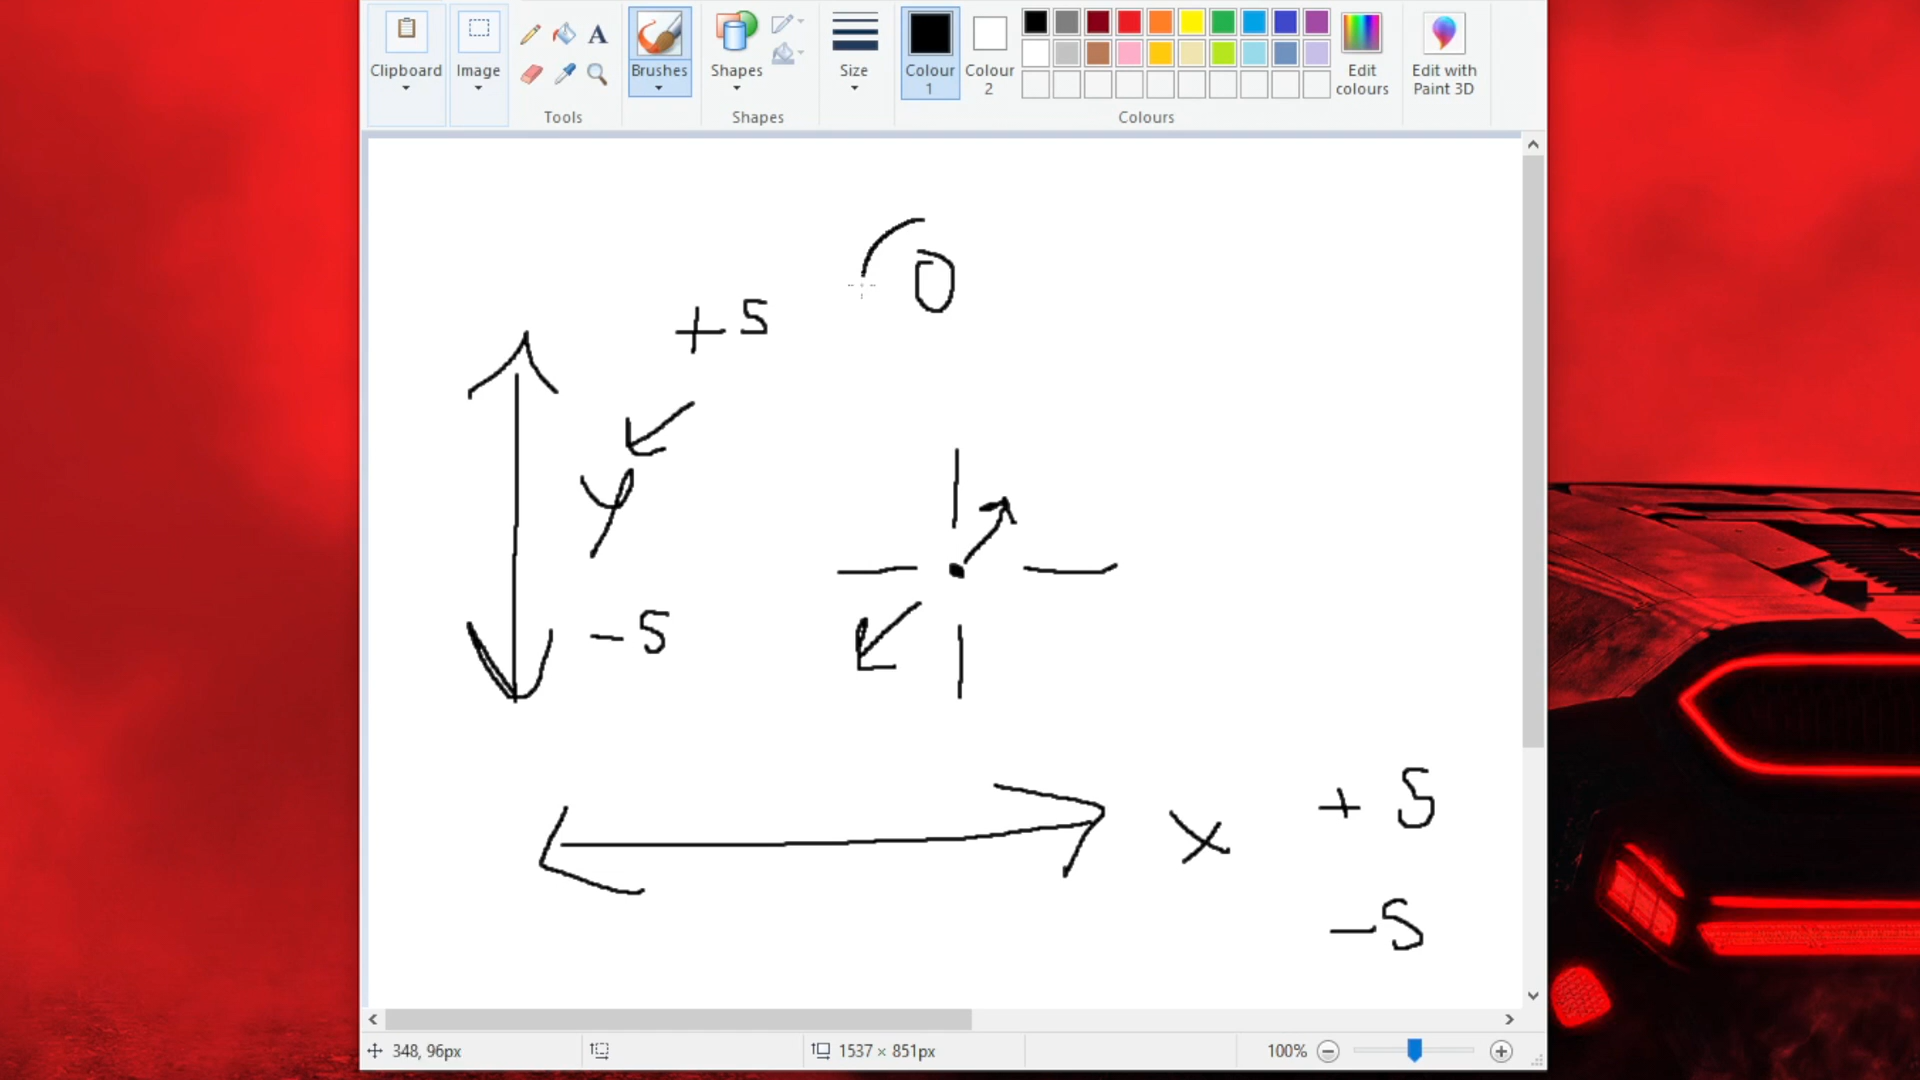 Clipboard
Image
Tools
A
Brushes
Shapes
Shapes
Size
Colour
1
Colour
2
Colours
Edit
colours
Edit with
Paint 3D
0
+5
y
-5
x
+5
-5
348, 96px
1537 × 851px
100%